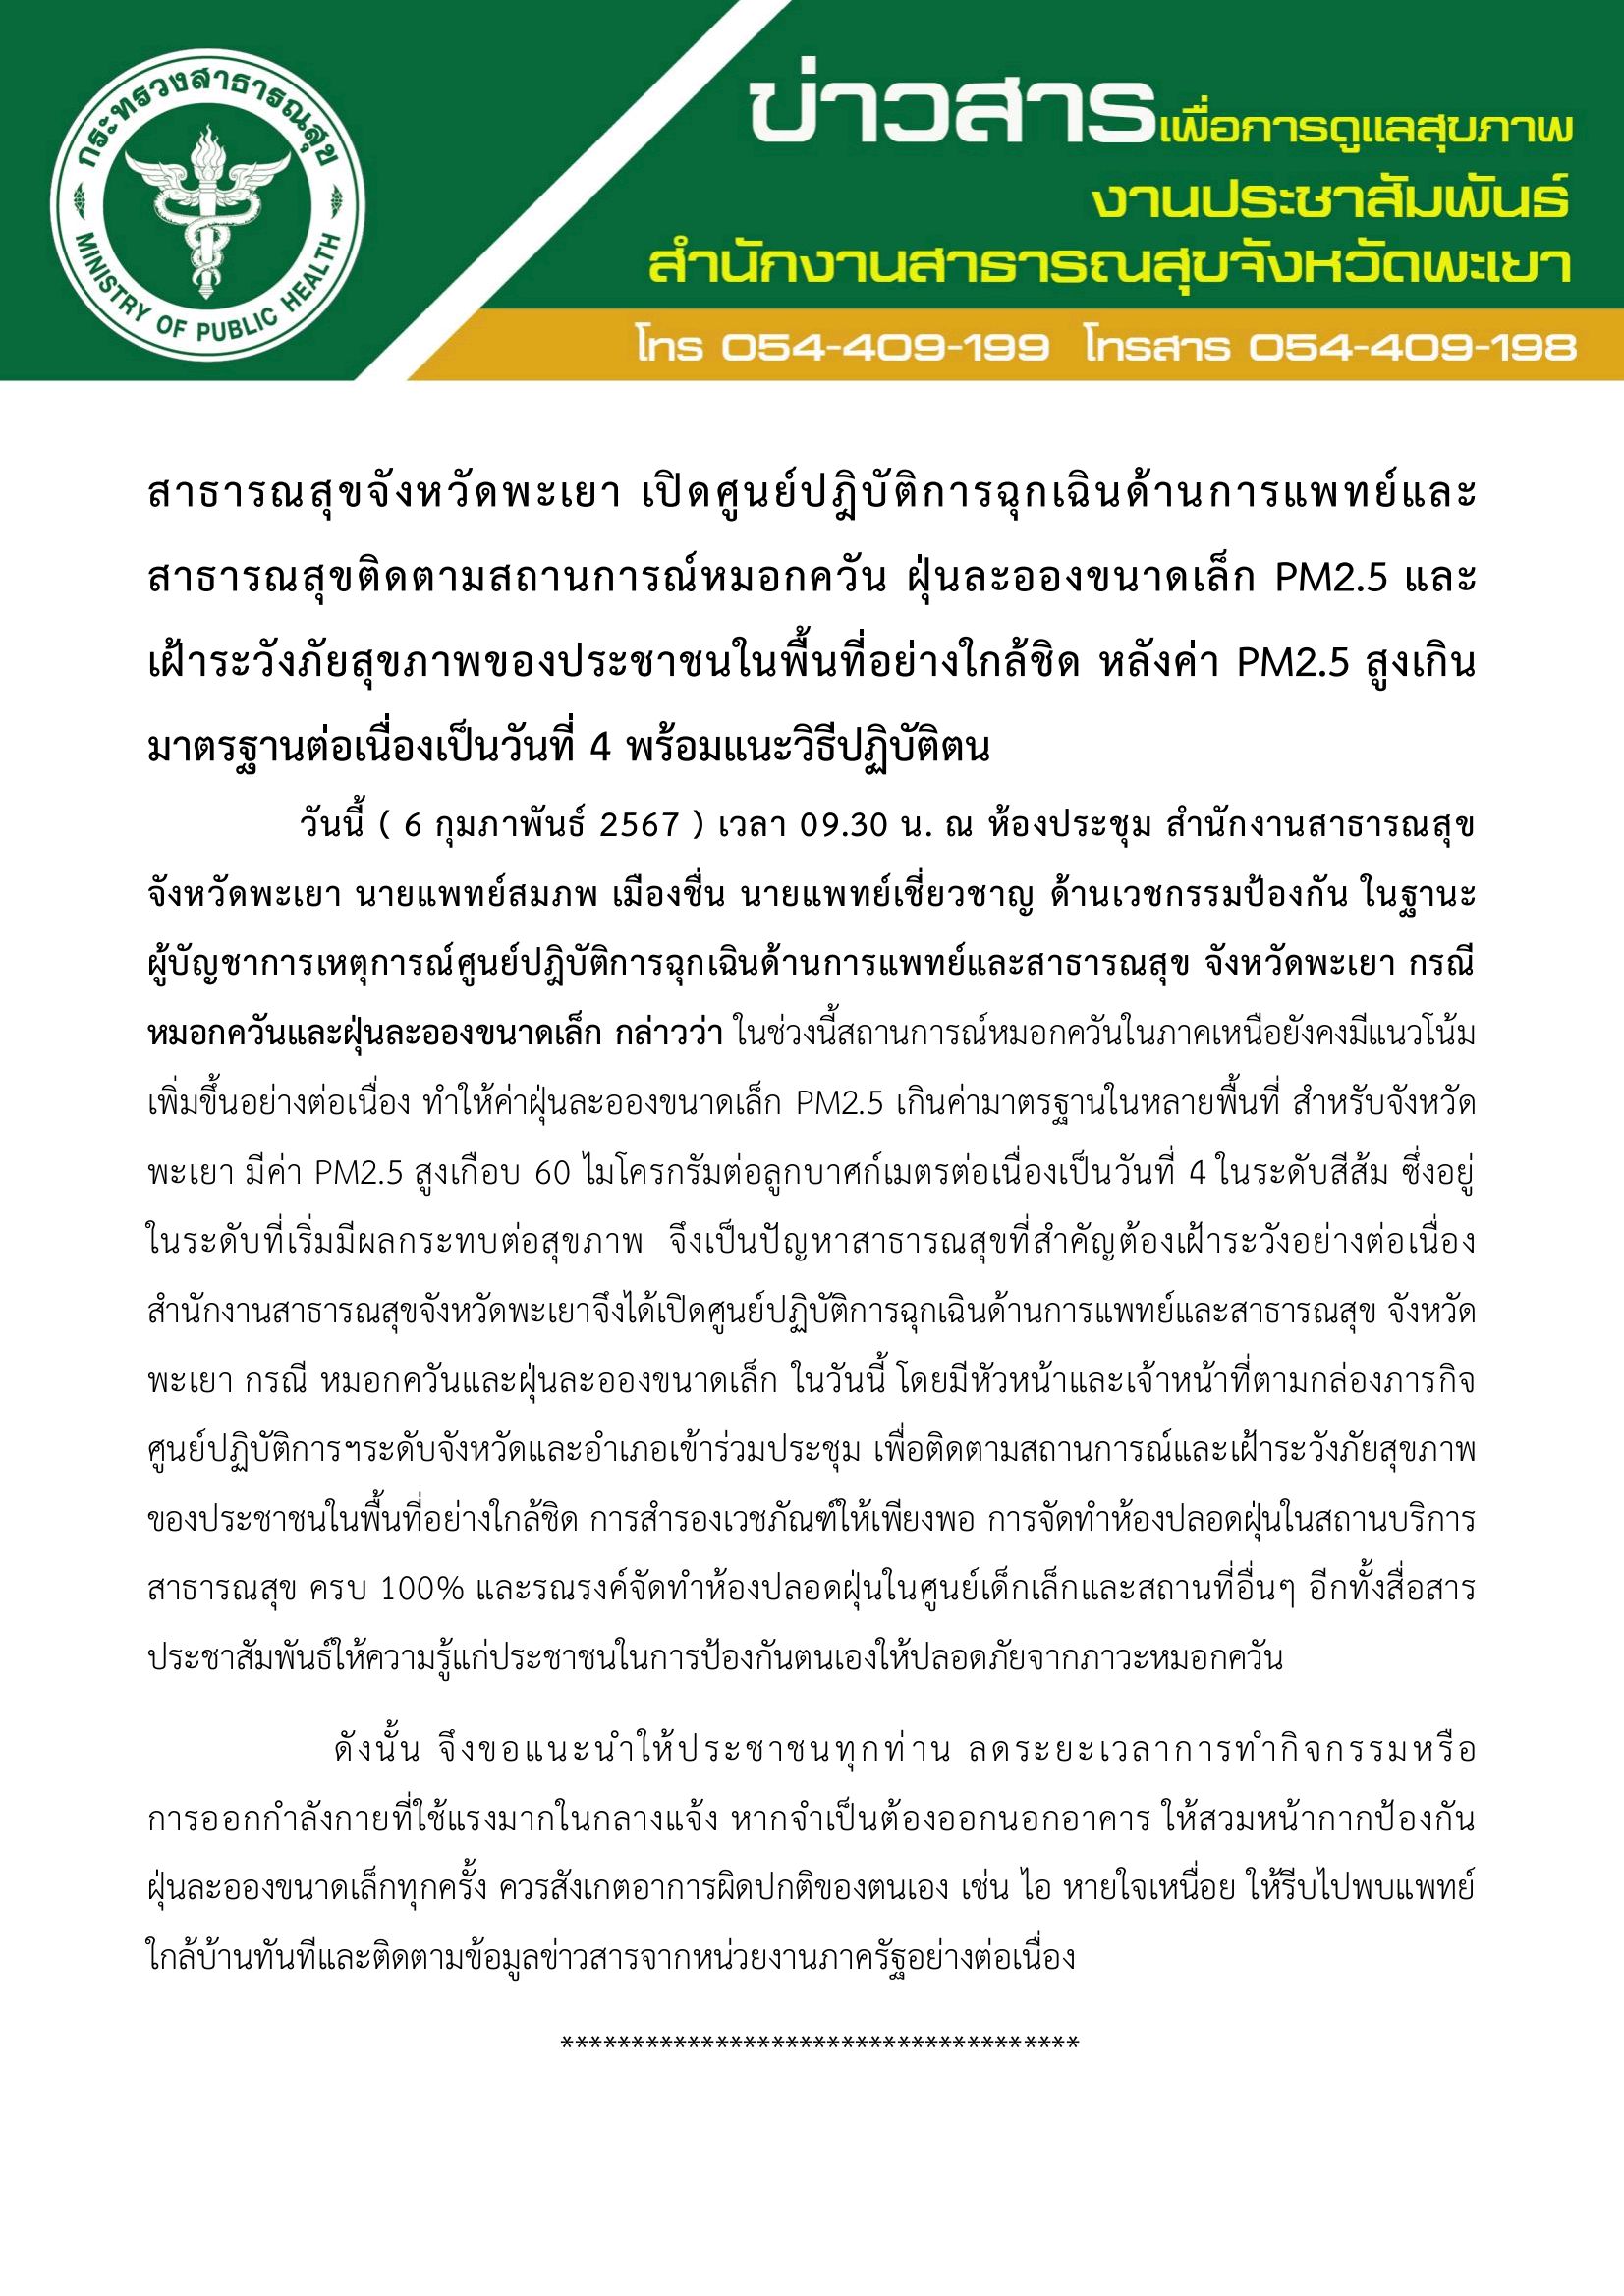 กระทรวงสาธารณสุข
MINISTRY OF PUBLIC HEALTH
ข่าวสารเพื่อการดูแลสุขภาพ
งานประชาสัมพันธ์
สำนักงานสาธารณสุขจังหวัดพะเยา
โทร 054-409-199 โทรสาร 054-409-198
สาธารณสุขจังหวัดพะเยา เปิดศูนย์ปฎิบัติการฉุกเฉินด้านการแพทย์และ
สาธารณสุขติดตามสถานการณ์หมอกควัน ฝุ่นละอองขนาดเล็ก PM2.5 และ
เฝ้าระวังภัยสุขภาพของประชาชนในพื้นที่อย่างใกล้ชิด หลังค่า PM2.5 สูงเกิน
มาตรฐานต่อเนื่องเป็นวันที่ 4 พร้อมแนะวิธีปฏิบัติตน
วันนี้ ( 6 กุมภาพันธ์ 2567 ) เวลา 09.30 น. ณ ห้องประชุม สำนักงานสาธารณสุข
จังหวัดพะเยา นายแพทย์สมภพ เมืองชื่น นายแพทย์เชี่ยวชาญ ด้านเวชกรรมป้องกัน ในฐานะ
ผู้บัญชาการเหตุการณ์ศูนย์ปฎิบัติการฉุกเฉินด้านการแพทย์และสาธารณสุข จังหวัดพะเยา กรณี
หมอกควันและฝุ่นละอองขนาดเล็ก กล่าวว่า ในช่วงนี้สถานการณ์หมอกควันในภาคเหนือยังคงมีแนวโน้ม
เพิ่มขึ้นอย่างต่อเนื่อง ทำให้ค่าฝุ่นละอองขนาดเล็ก PM2.5 เกินค่ามาตรฐานในหลายพื้นที่ สำหรับจังหวัด
พะเยา มีค่า PM2.5 สูงเกือบ 60 ไมโครกรัมต่อลูกบาศก์เมตรต่อเนื่องเป็นวันที่ 4 ในระดับสีส้ม ซึ่งอยู่
ในระดับที่เริ่มมีผลกระทบต่อสุขภาพ จึงเป็นปัญหาสาธารณสุขที่สำคัญต้องเฝ้าระวังอย่างต่อเนื่อง
สำนักงานสาธารณสุขจังหวัดพะเยาจึงได้เปิดศูนย์ปฏิบัติการฉุกเฉินด้านการแพทย์และสาธารณสุข จังหวัด
พะเยา กรณี หมอกควันและฝุ่นละอองขนาดเล็ก ในวันนี้ โดยมีหัวหน้าและเจ้าหน้าที่ตามกล่องภารกิจ
ศูนย์ปฏิบัติการฯระดับจังหวัดและอำเภอเข้าร่วมประชุม เพื่อติดตามสถานการณ์และเฝ้าระวังภัยสุขภาพ
ของประชาชนในพื้นที่อย่างใกล้ชิด การสำรองเวชภัณฑ์ให้เพียงพอ การจัดทำห้องปลอดฝุ่นในสถานบริการ
สาธารณสุข ครบ 100% และรณรงค์จัดทำห้องปลอดฝุ่นในศูนย์เด็กเล็กและสถานที่อื่นๆ อีกทั้งสื่อสาร
ประชาสัมพันธ์ให้ความรู้แก่ประชาชนในการป้องกันตนเองให้ปลอดภัยจากภาวะหมอกควัน
ดังนั้น จึงขอแนะนำให้ประชาชนทุกท่าน ลดระยะเวลาการทำกิจกรรมหรือ
การออกกำลังกายที่ใช้แรงมากในกลางแจ้ง หากจำเป็นต้องออกนอกอาคาร ให้สวมหน้ากากป้องกัน
ฝุ่นละอองขนาดเล็กทุกครั้ง ควรสังเกตอาการผิดปกติของตนเอง เช่น ไอ หายใจเหนื่อย ให้รีบไปพบแพทย์
ใกล้บ้านทันทีและติดตามข้อมูลข่าวสารจากหน่วยงานภาครัฐอย่างต่อเนื่อง
*************************************